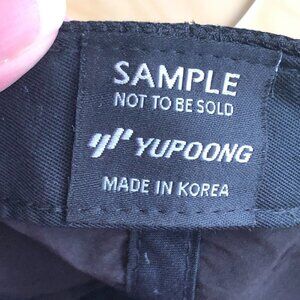 SAMPLE
NOT TO BE SOLD
YUPOONG
MADE IN KOREA